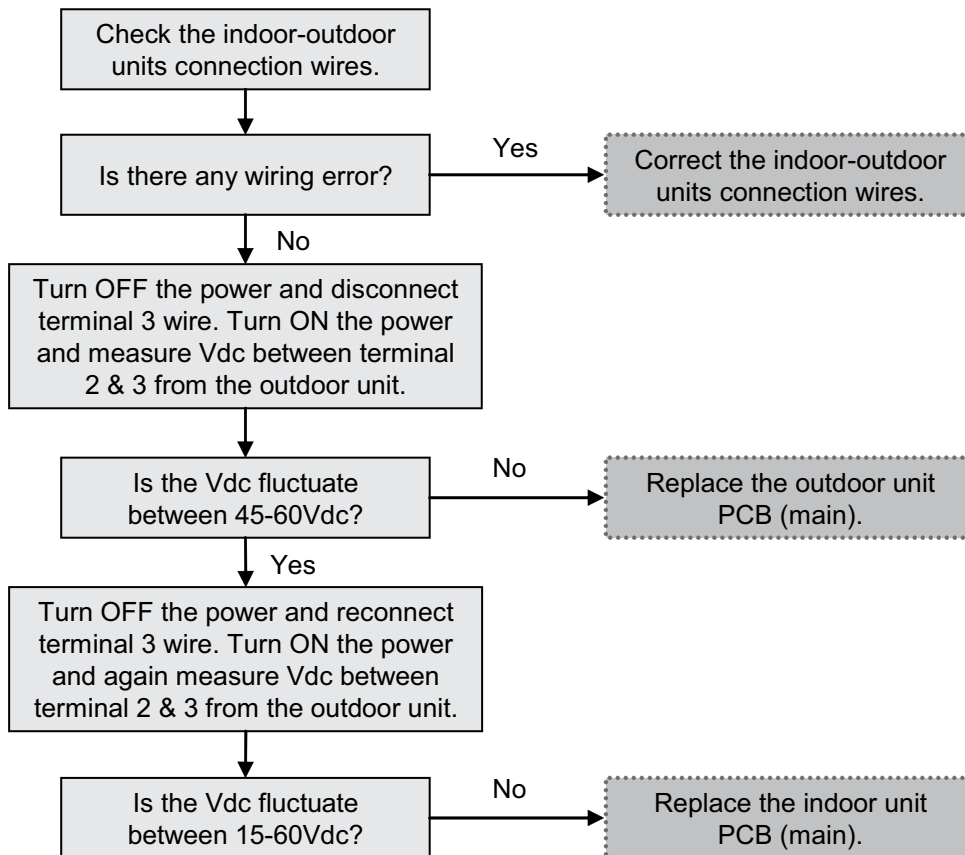 Check the indoor-outdoor
units connection wires.
Is there any wiring error?
Yes
Correct the indoor-outdoor
units connection wires.
No
Turn OFF the power and disconnect
terminal 3 wire. Turn ON the power
and measure Vdc between terminal
2 & 3 from the outdoor unit.
Is the Vdc fluctuate
between 45-60Vdc?
No
Replace the outdoor unit
PCB (main).
Yes
Turn OFF the power and reconnect
terminal 3 wire. Turn ON the power
and again measure Vdc between
terminal 2 & 3 from the outdoor unit.
Is the Vdc fluctuate
between 15-60Vdc?
No
Replace the indoor unit
PCB (main).